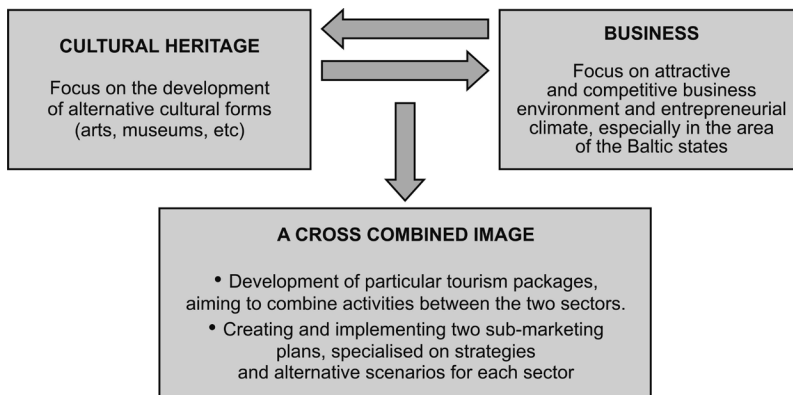 CULTURAL HERITAGE
Focus on the development
of alternative cultural forms
(arts, museums, etc)
BUSINESS
Focus on attractive
and competitive business
environment and entrepreneurial
climate, especially in the area
of the Baltic states
A CROSS COMBINED IMAGE
• Development of particular tourism packages,
aiming to combine activities between the two sectors.
• Creating and implementing two sub-marketing
plans, specialised on strategies
and alternative scenarios for each sector